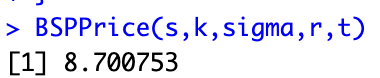 > BSPPrice(s,k,sigma,r,t)
[1] 8.700753